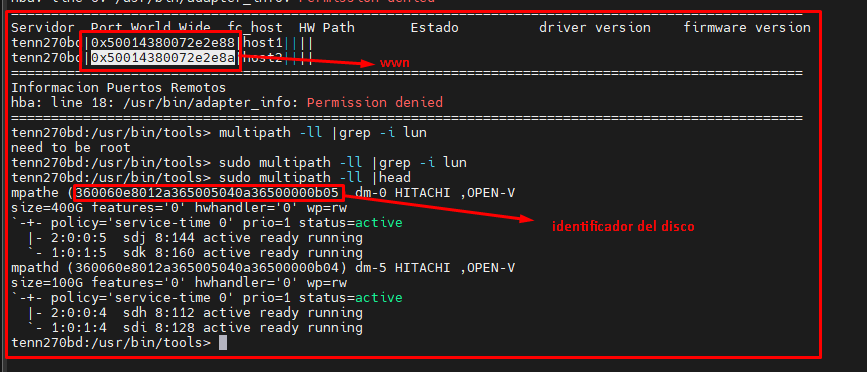 hba: line 6: /usr/bin/adapter_info: Permission denied
================================================================================
Servidor  Port World Wide  fc_host  HW Path       Estado          driver version    firmware version
tenn270bd|0x50014380072e2e88|host1||||
tenn270bd|0x50014380072e2e8a|host2||||
wwn
================================================================================
Informacion Puertos Remotos
hba: line 18: /usr/bin/adapter_info: Permission denied
================================================================================
tenn270bd:/usr/bin/tools> multipath -ll |grep -i lun
need to be root
tenn270bd:/usr/bin/tools> sudo multipath -ll |grep -i lun
tenn270bd:/usr/bin/tools> sudo multipath -ll |head
mpathe (360060e8012a365005040a36500000b05) dm-0 HITACHI ,OPEN-V
size=400G features='0' hwhandler='0' wp=rw
`-+- policy='service-time 0' prio=1 status=active
identificador del disco
  |- 2:0:0:5  sdj 8:144 active ready running
  `- 1:0:1:5  sdk 8:160 active ready running
mpathd (360060e8012a365005040a36500000b04) dm-5 HITACHI ,OPEN-V
size=100G features='0' hwhandler='0' wp=rw
`-+- policy='service-time 0' prio=1 status=active
  |- 2:0:0:4  sdh 8:112 active ready running
  `- 1:0:1:4  sdi 8:128 active ready running
tenn270bd:/usr/bin/tools>